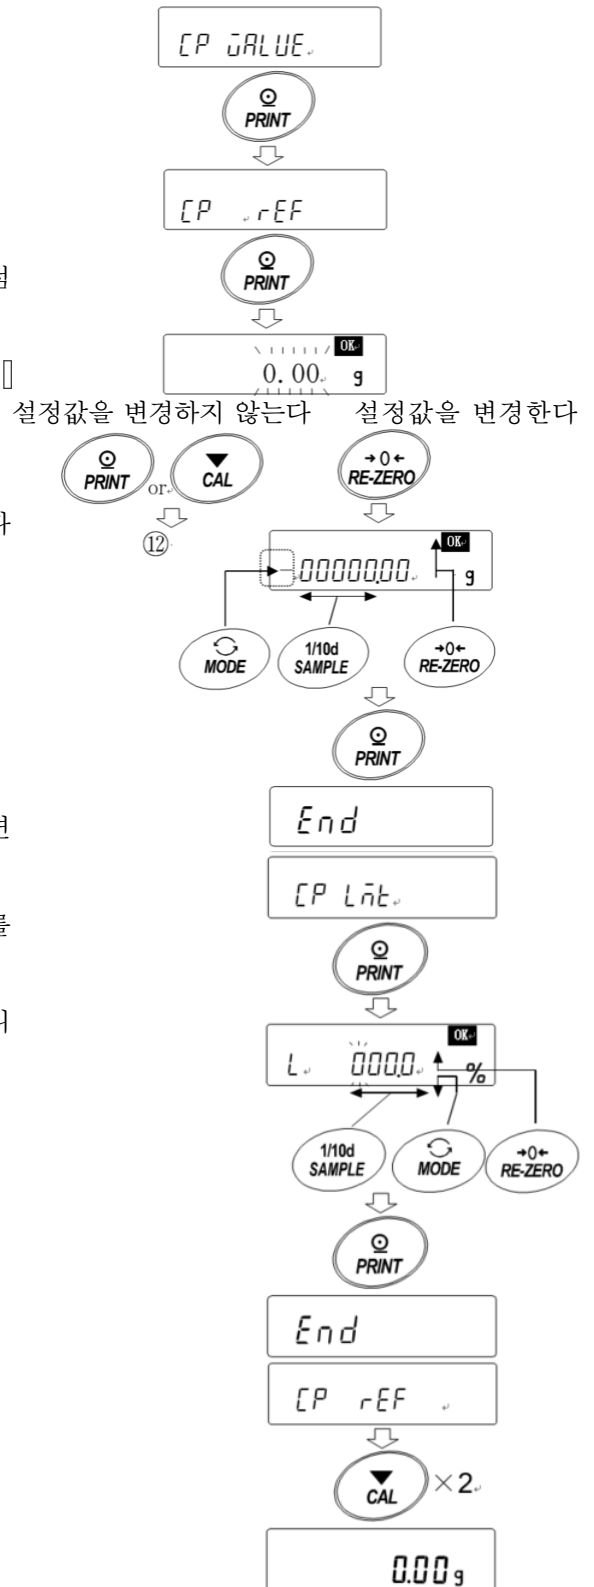 CP VALUE
PRINT
CP rEF
PRINT
OK
0.00 g
설정값을 변경하지 않는다 설정값을 변경한다
PRINT or CAL
→0← RE-ZERO
⑫
OK
00000.00 g
MODE
1/10d SAMPLE
→0← RE-ZERO
PRINT
End
CP Lmt
PRINT
OK
L 000.0 %
1/10d SAMPLE
MODE
→0← RE-ZERO
PRINT
End
CP rEF
CAL ×2
0.00 g